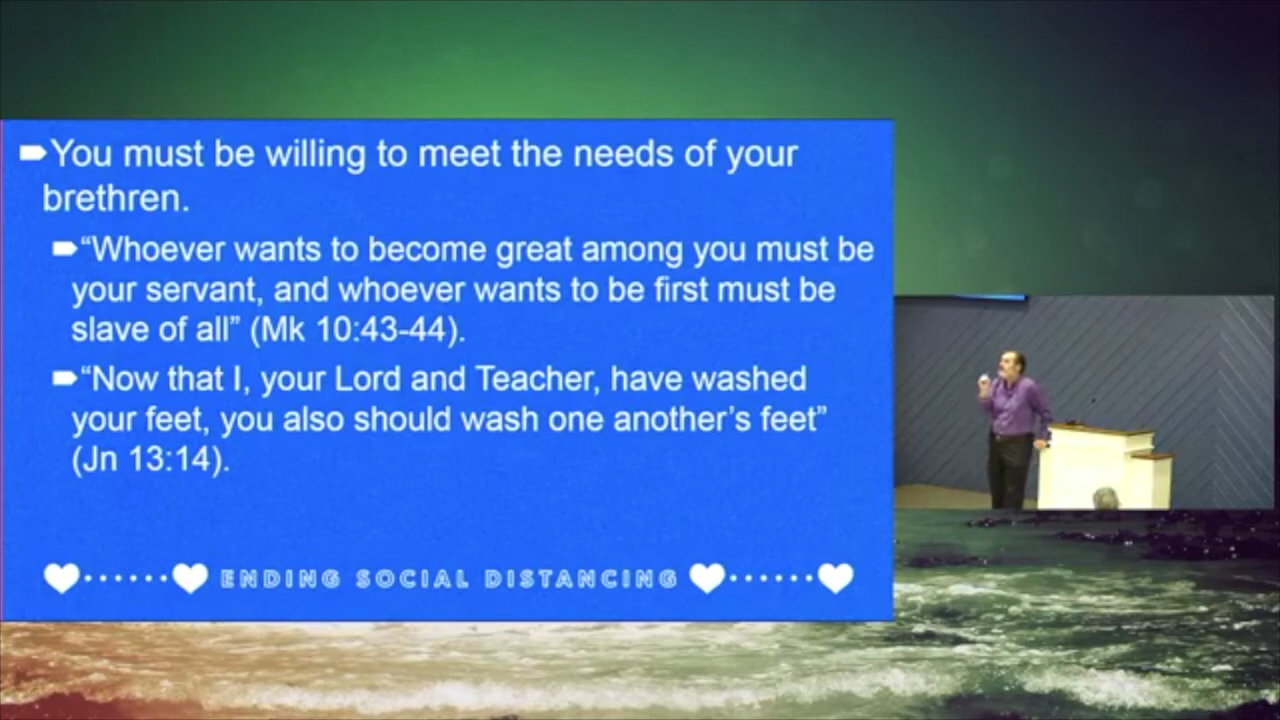 You must be willing to meet the needs of your
brethren.
“Whoever wants to become great among you must be
your servant, and whoever wants to be first must be
slave of all” (Mk 10:43-44).
“Now that I, your Lord and Teacher, have washed
your feet, you also should wash one another’s feet”
(Jn 13:14).
ENDING SOCIAL DISTANCING